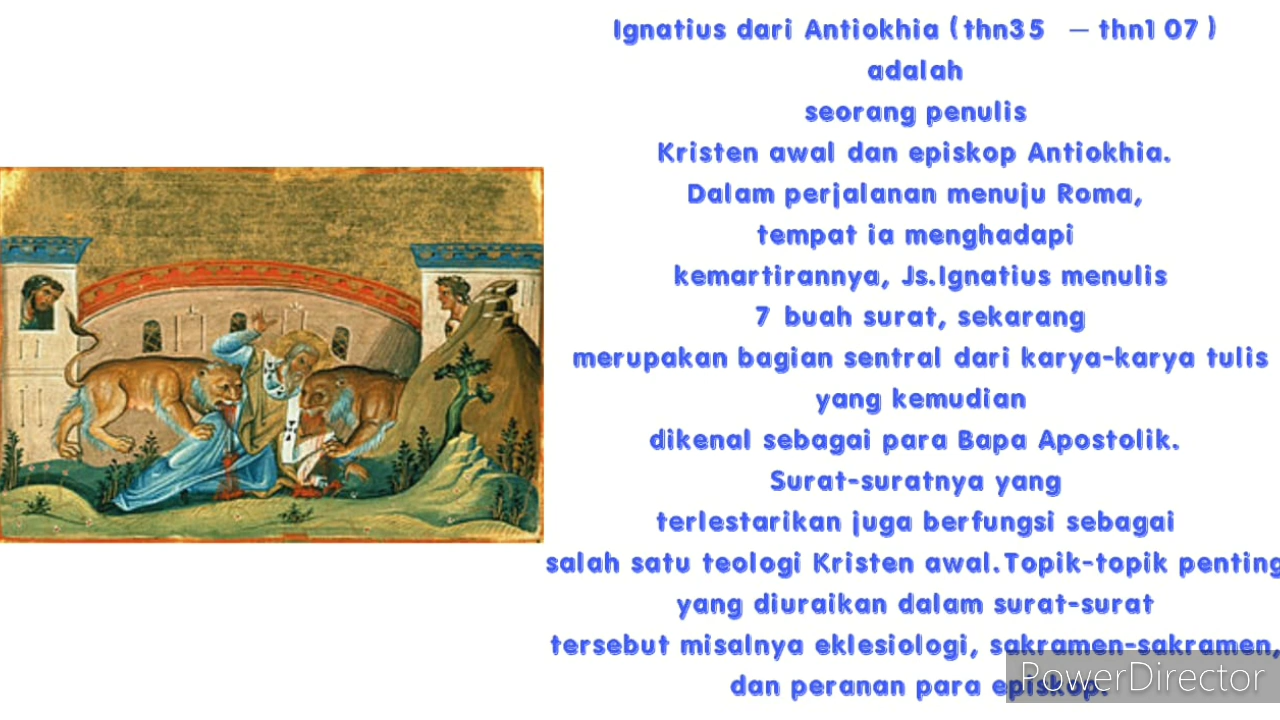 Ignatius dari Antiokhia (thn35 – thn107)
adalah
seorang penulis
Kristen awal dan episkop Antiokhia.
Dalam perjalanan menuju Roma,
tempat ia menghadapi
kemartirannya, Js.Ignatius menulis
7 buah surat, sekarang
merupakan bagian sentral dari karya-karya tulis
yang kemudian
dikenal sebagai para Bapa Apostolik.
Surat-suratnya yang
terlestarikan juga berfungsi sebagai
salah satu teologi Kristen awal.Topik-topik penting
yang diuraikan dalam surat-surat
tersebut misalnya eklesiologi, sakramen-sakramen,
dan peranan para episkop.
PowerDirector